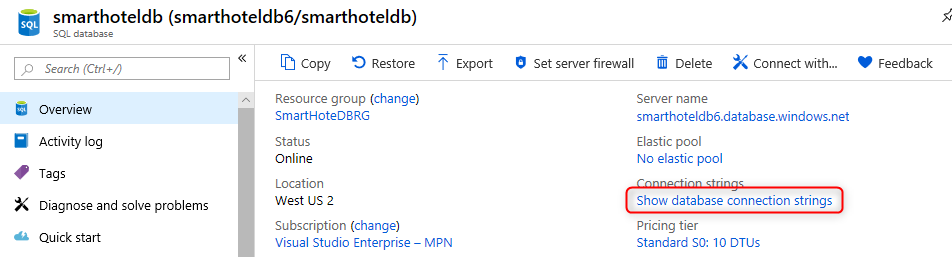 smarthoteldb (smarthoteldb6/smarthoteldb)
SQL database
Search (Ctrl+/)
Overview
Activity log
Tags
Diagnose and solve problems
Quick start
Copy
Restore
Export
Set server firewall
Delete
Connect with...
Feedback
Resource group (change)
SmartHoteDBRG
Status
Online
Location
West US 2
Subscription (change)
Visual Studio Enterprise – MPN
Server name
smarthoteldb6.database.windows.net
Elastic pool
No elastic pool
Connection strings
Show database connection strings
Pricing tier
Standard S0: 10 DTUs